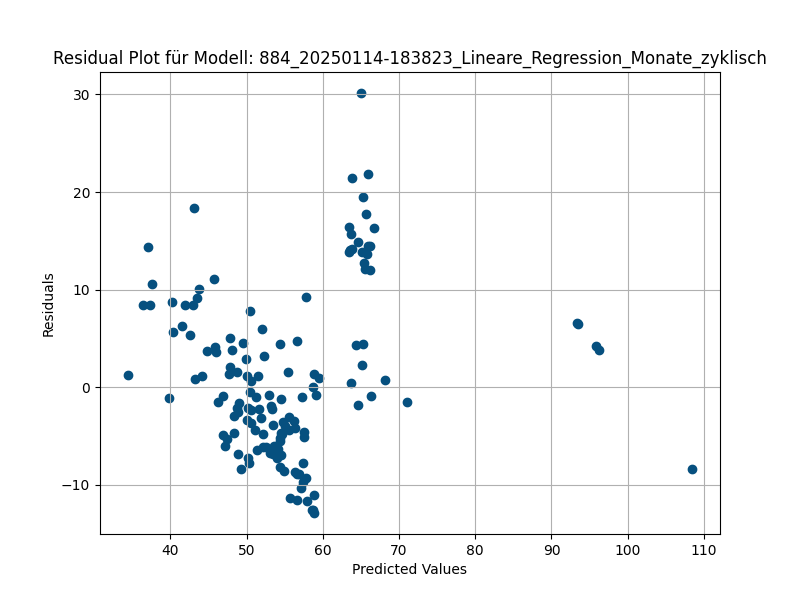 Residual Plot für Modell: 884_20250114-183823_Lineare_Regression_Monate_zyklisch
30
20
10
0
−10
Residuals
40 50 60 70 80 90 100 110
Predicted Values